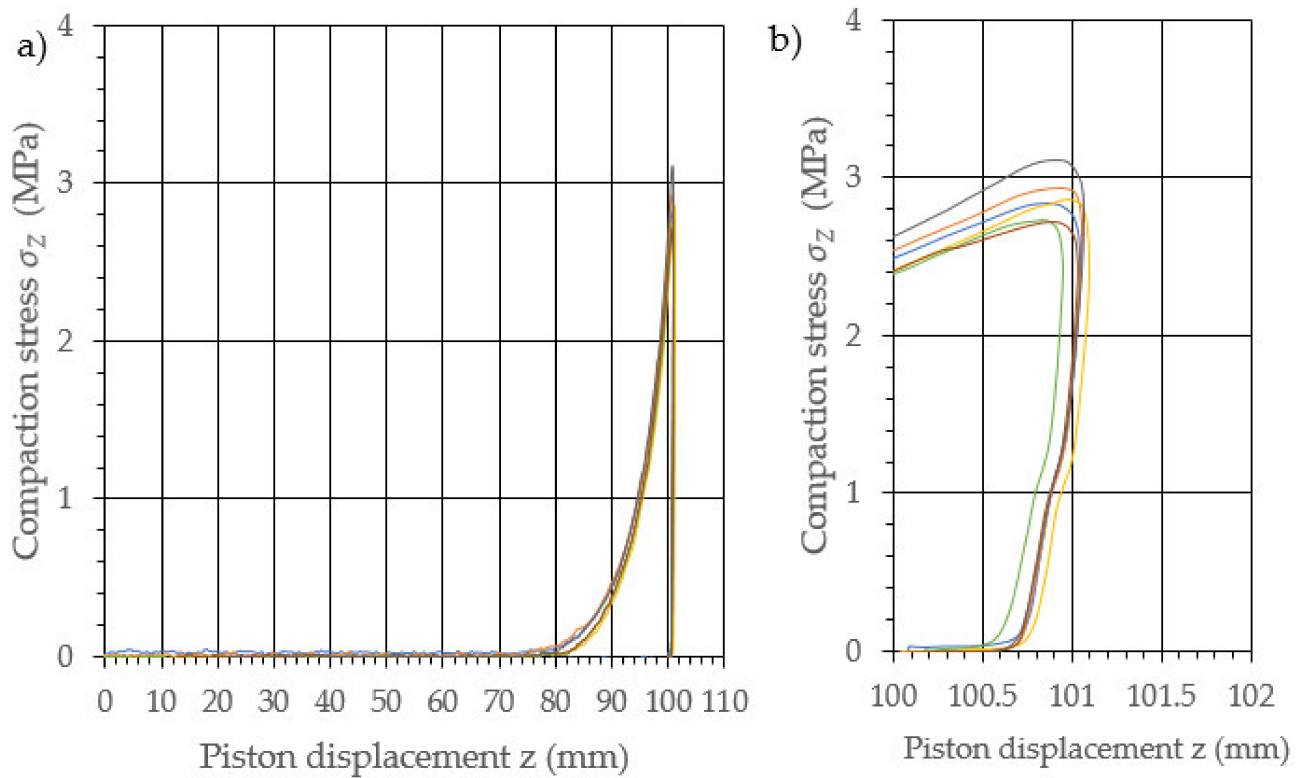 a)
Compaction stress σZ (MPa)
4
3
2
1
0
0 10 20 30 40 50 60 70 80 90 100 110
Piston displacement z (mm)
b)
Compaction stress σZ (MPa)
4
3
2
1
0
100 100.5 101 101.5 102
Piston displacement z (mm)